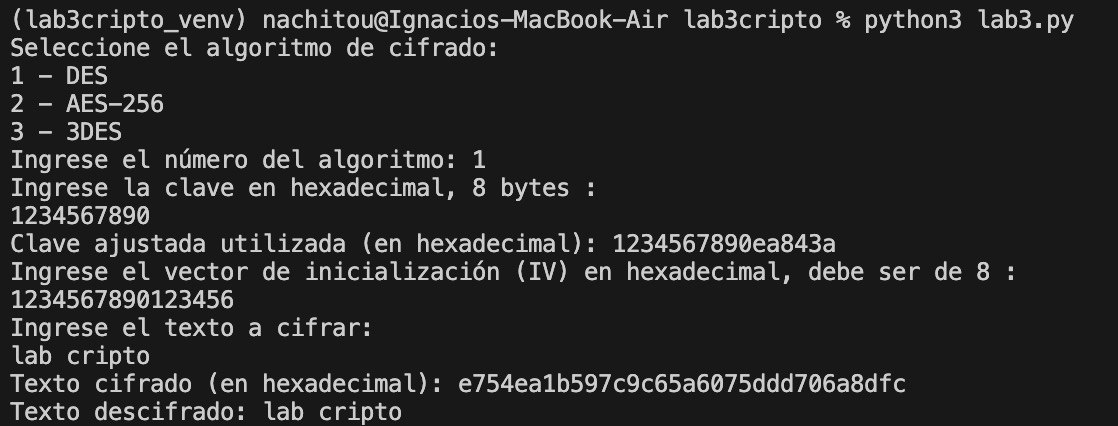 (lab3cripto_venv) nachitou@Ignacios-MacBook-Air lab3cripto % python3 lab3.py
Seleccione el algoritmo de cifrado:
1 - DES
2 - AES-256
3 - 3DES
Ingrese el número del algoritmo: 1
Ingrese la clave en hexadecimal, 8 bytes :
1234567890
Clave ajustada utilizada (en hexadecimal): 1234567890ea843a
Ingrese el vector de inicialización (IV) en hexadecimal, debe ser de 8 :
1234567890123456
Ingrese el texto a cifrar:
lab cripto
Texto cifrado (en hexadecimal): e754ea1b597c9c65a6075ddd706a8dfc
Texto descifrado: lab cripto